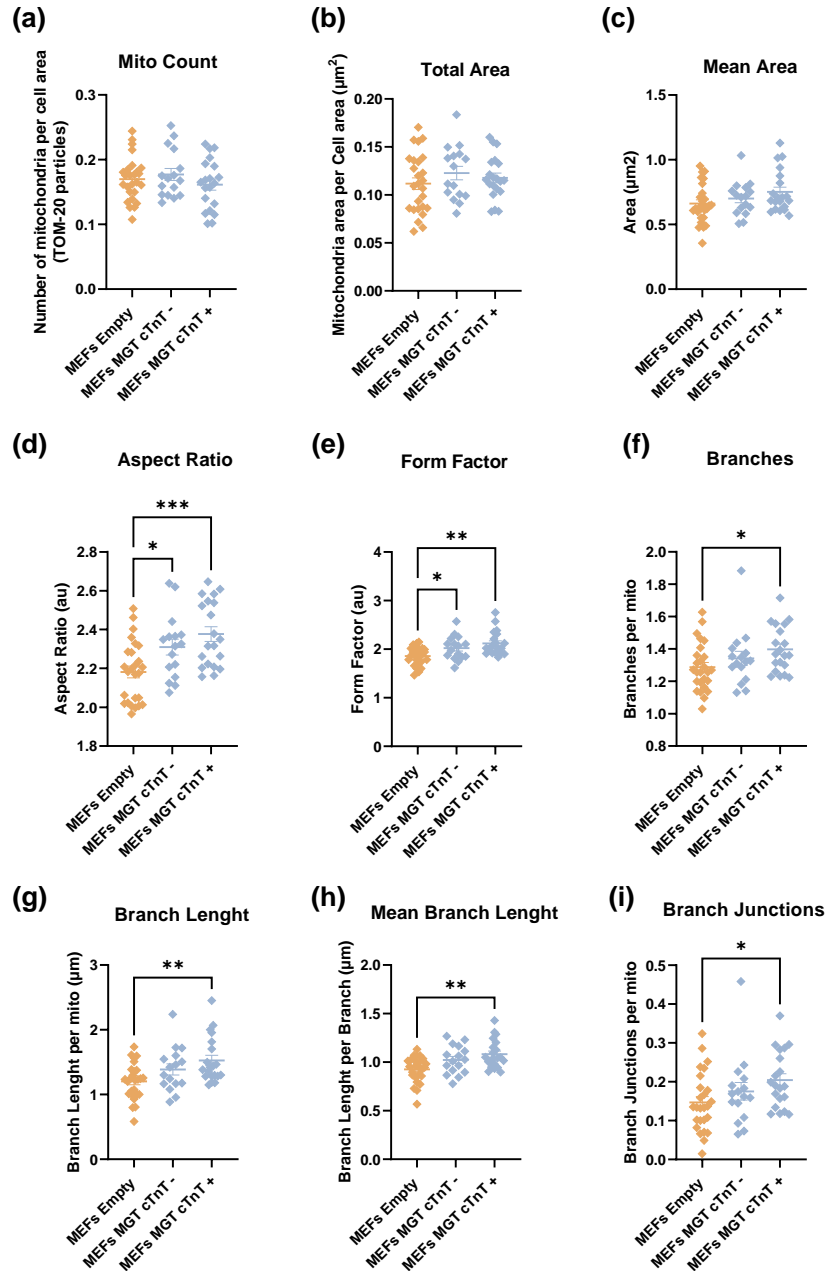 (a)
Mito Count
Number of mitochondria per cell area
(TOM-20 particles)
0.3
0.2
0.1
0.0
MEFs Empty
MEFs MGT cTnT -
MEFs MGT cTnT +
(b)
Total Area
Mitochondria area per Cell area (µm²)
0.20
0.15
0.10
0.05
0.00
MEFs Empty
MEFs MGT cTnT -
MEFs MGT cTnT +
(c)
Mean Area
Area (µm2)
1.5
1.0
0.5
0.0
MEFs Empty
MEFs MGT cTnT -
MEFs MGT cTnT +
(d)
Aspect Ratio
Aspect Ratio (au)
2.8
2.6
2.4
2.2
2.0
1.8
***
*
MEFs Empty
MEFs MGT cTnT -
MEFs MGT cTnT +
(e)
Form Factor
Form Factor (au)
4
3
2
1
0
**
*
MEFs Empty
MEFs MGT cTnT -
MEFs MGT cTnT +
(f)
Branches
Branches per mito
2.0
1.8
1.6
1.4
1.2
1.0
0.8
*
MEFs Empty
MEFs MGT cTnT -
MEFs MGT cTnT +
(g)
Branch Lenght
Branch Lenght per mito (µm)
3
2
1
0
**
MEFs Empty
MEFs MGT cTnT -
MEFs MGT cTnT +
(h)
Mean Branch Lenght
Branch Lenght per Branch (µm)
2.0
1.5
1.0
0.5
0.0
**
MEFs Empty
MEFs MGT cTnT -
MEFs MGT cTnT +
(i)
Branch Junctions
Branch Junctions per mito
0.5
0.4
0.3
0.2
0.1
0.0
*
MEFs Empty
MEFs MGT cTnT -
MEFs MGT cTnT +